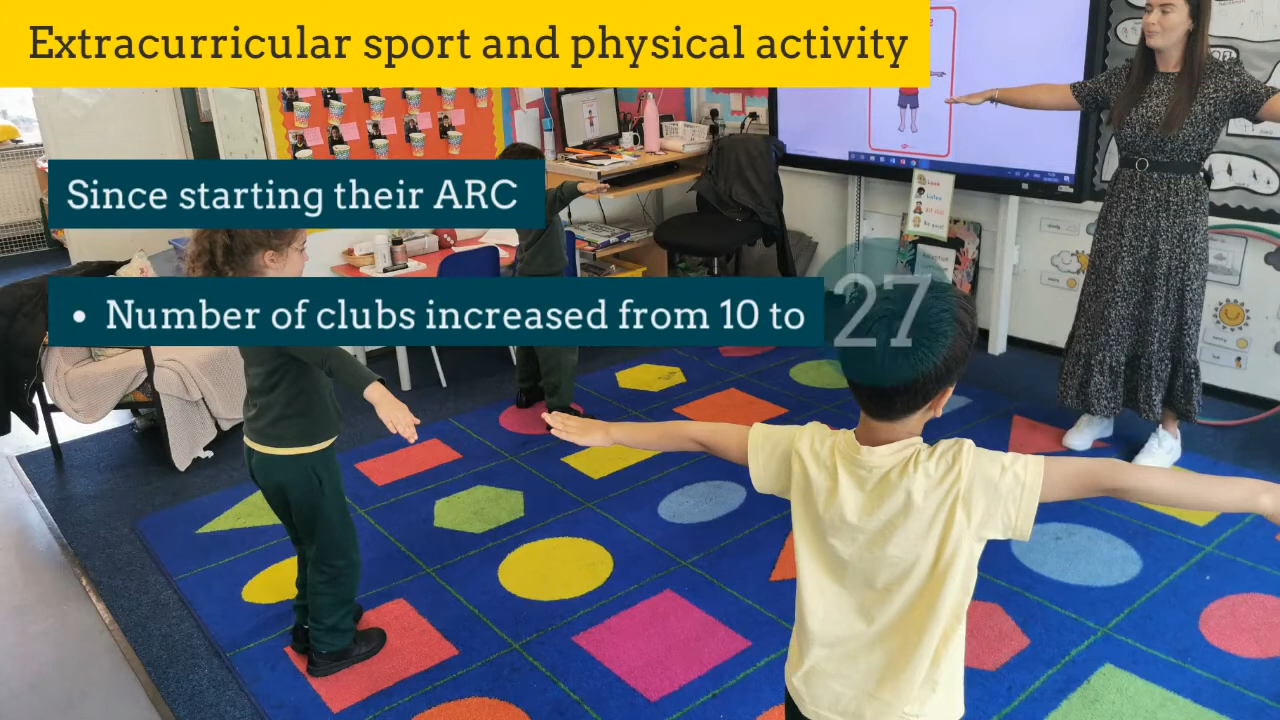 Extracurricular sport and physical activity
Since starting their ARC
• Number of clubs increased from 10 to 27